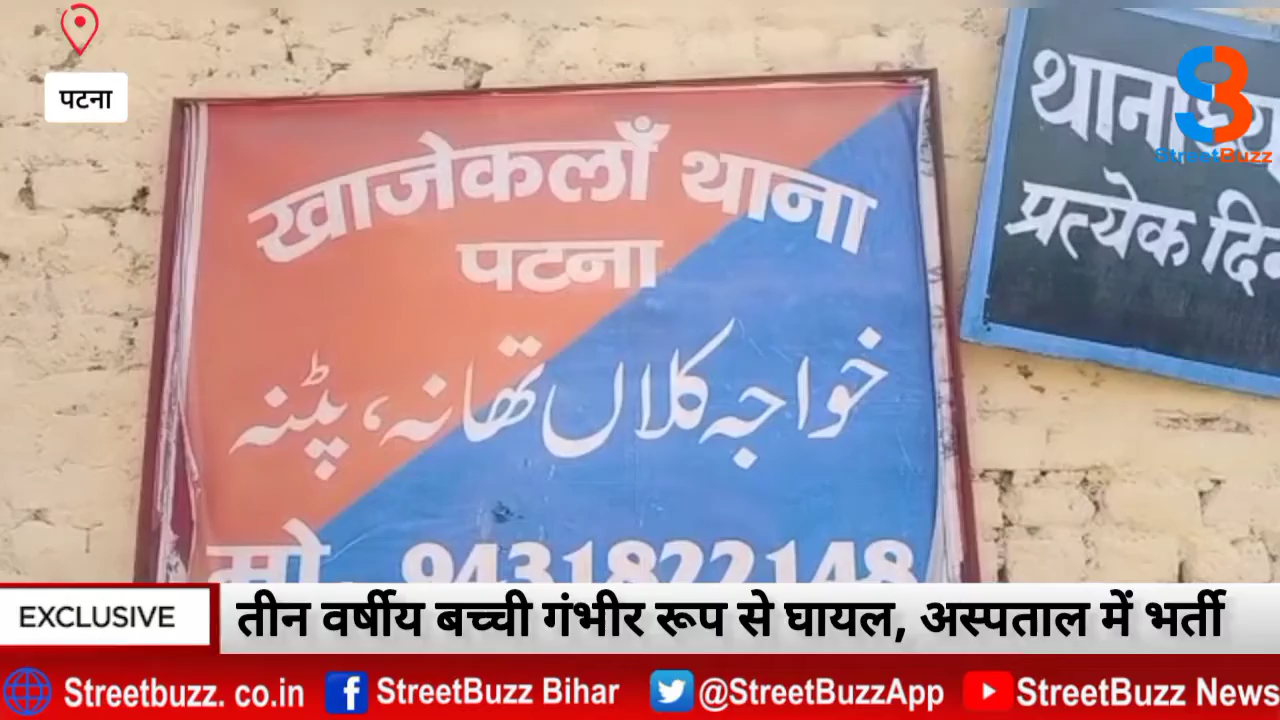 पटना
खाजेकलाँ थाना
पटना
خواجہ کلاں تھانہ، پٹنہ
मो. 9431822148
प्रत्येक
StreetBuzz
EXCLUSIVE
तीन वर्षीय बच्ची गंभीर रूप से घायल, अस्पताल में भर्ती
Streetbuzz. co.in
StreetBuzz Bihar
@StreetBuzzApp
StreetBuzz News